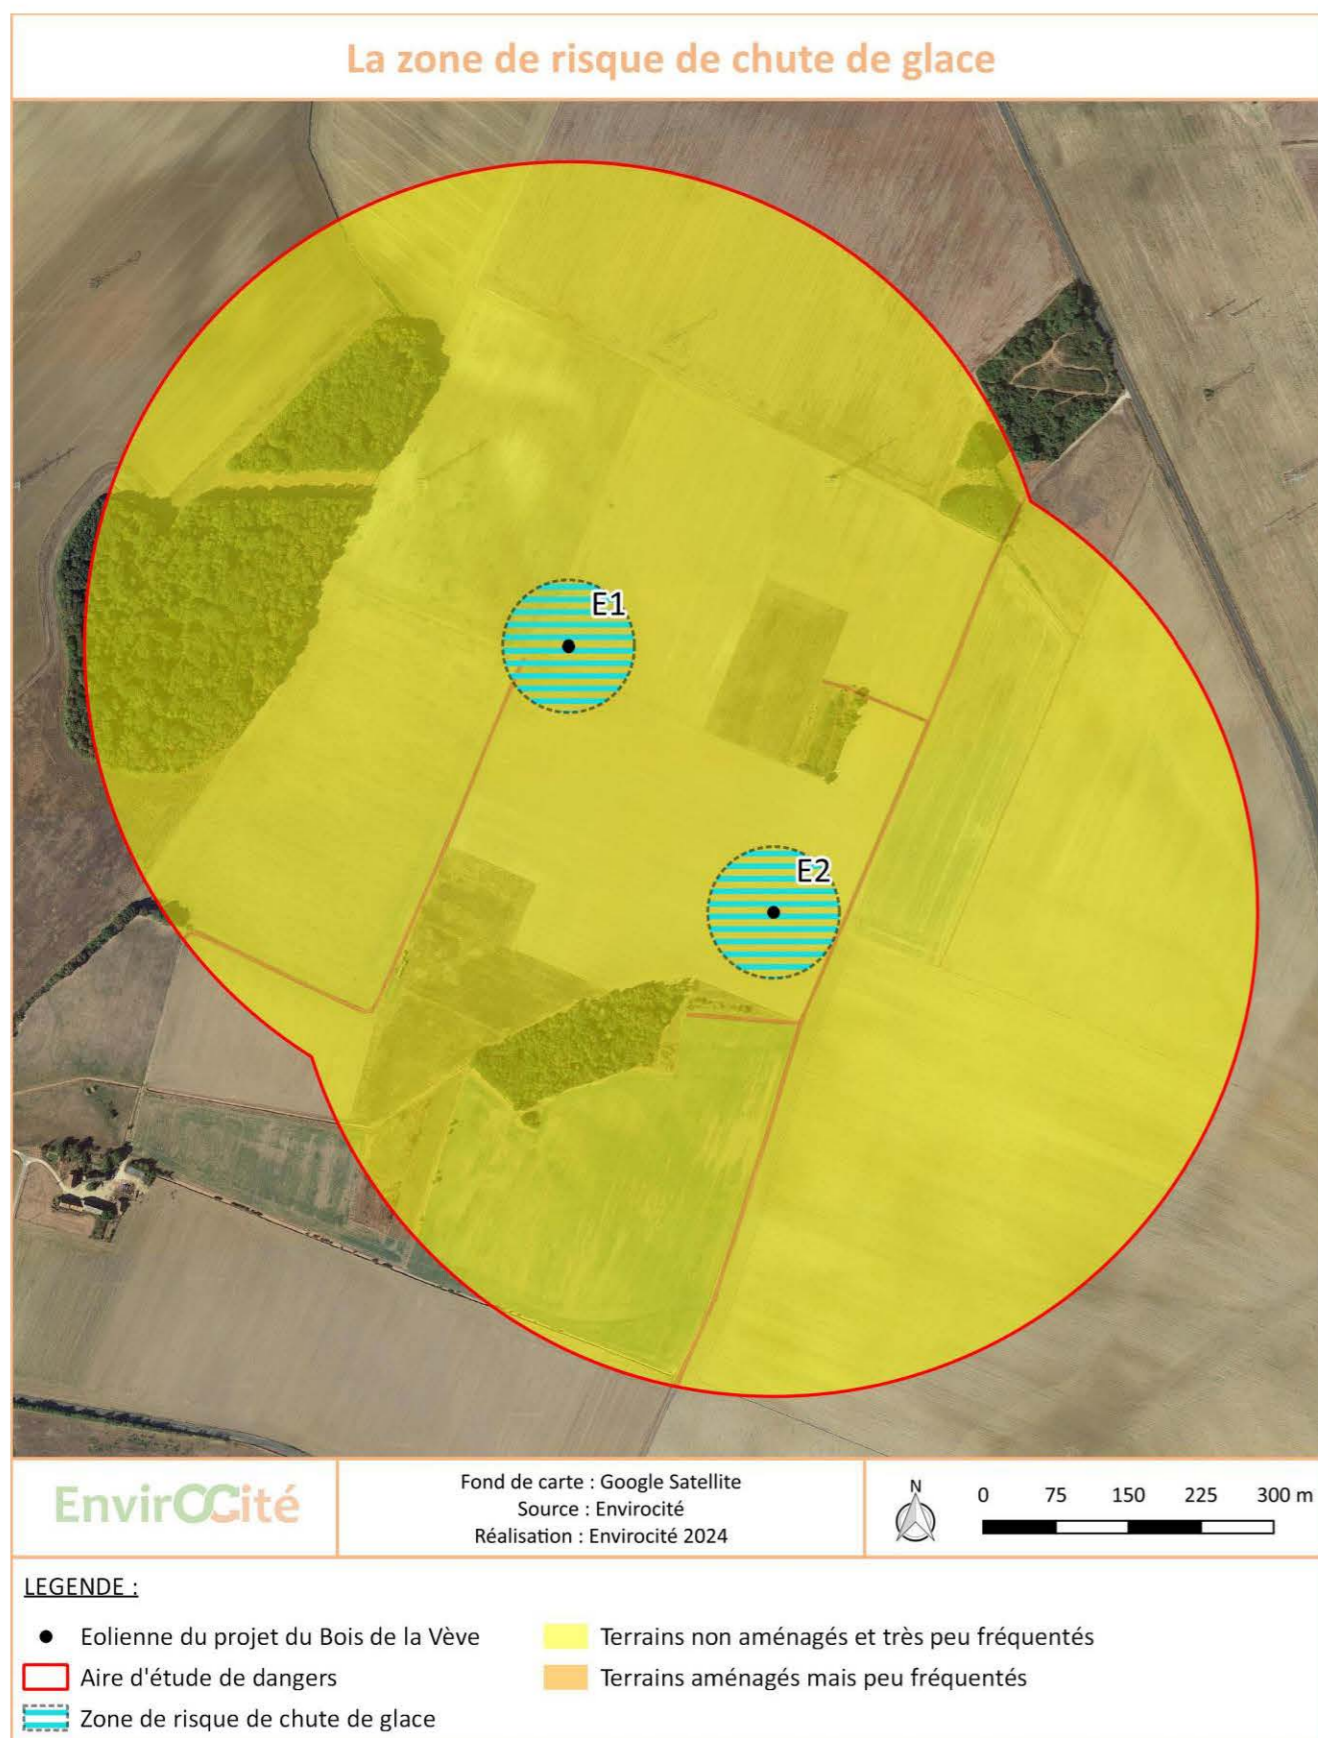 La zone de risque de chute de glace
E1
E2
EnvirOCité
Fond de carte : Google Satellite
Source : Envirocité
Réalisation : Envirocité 2024
N
0 75 150 225 300 m
LEGENDE :
Eolienne du projet du Bois de la Vève
Aire d'étude de dangers
Zone de risque de chute de glace
Terrains non aménagés et très peu fréquentés
Terrains aménagés mais peu fréquentés